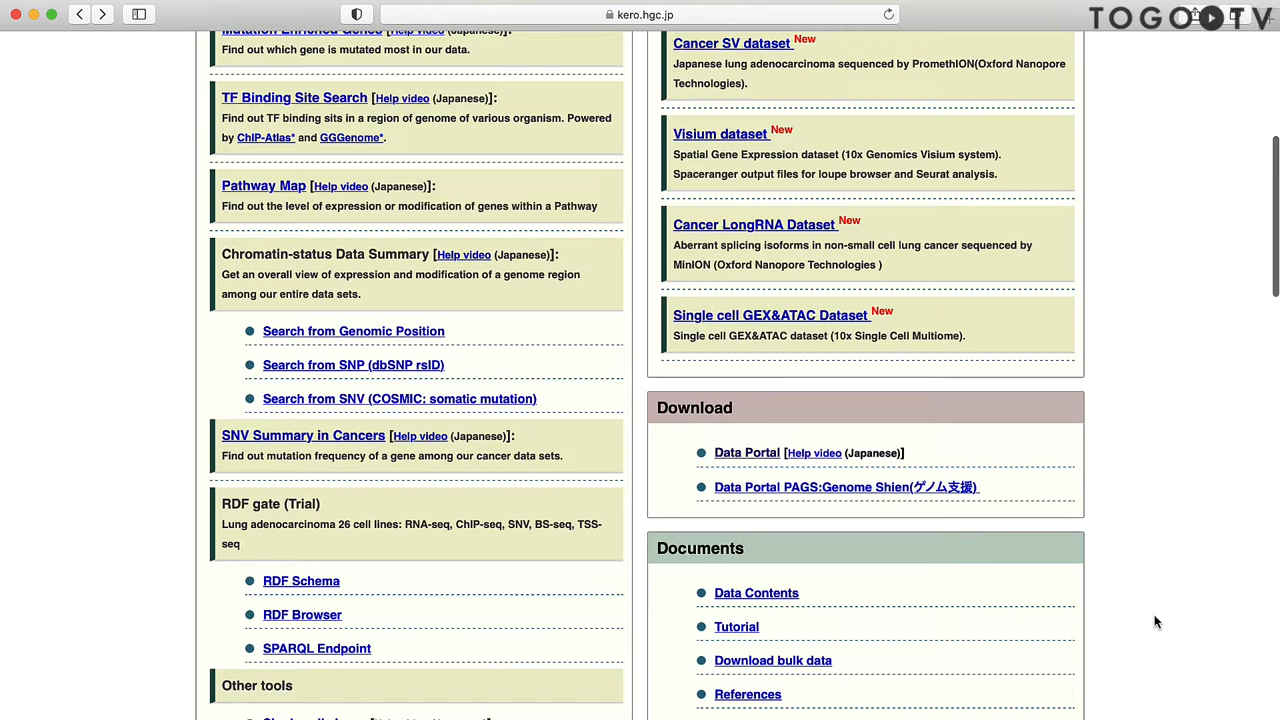 kero.hgc.jp
TOGO TV
Mutation Enriched Genes [Help video (Japanese)]:
Find out which gene is mutated most in our data.
TF Binding Site Search [Help video (Japanese)]:
Find out TF binding sits in a region of genome of various organism. Powered
by ChIP-Atlas* and GGGenome*.
Pathway Map [Help video (Japanese)]:
Find out the level of expression or modification of genes within a Pathway
Chromatin-status Data Summary [Help video (Japanese)]:
Get an overall view of expression and modification of a genome region
among our entire data sets.
Search from Genomic Position
Search from SNP (dbSNP rsID)
Search from SNV (COSMIC: somatic mutation)
SNV Summary in Cancers [Help video (Japanese)]:
Find out mutation frequency of a gene among our cancer data sets.
RDF gate (Trial)
Lung adenocarcinoma 26 cell lines: RNA-seq, ChIP-seq, SNV, BS-seq, TSS-
seq
RDF Schema
RDF Browser
SPARQL Endpoint
Other tools
Cancer SV dataset New
Japanese lung adenocarcinoma sequenced by PromethION(Oxford Nanopore
Technologies).
Visium dataset New
Spatial Gene Expression dataset (10x Genomics Visium system).
Spaceranger output files for loupe browser and Seurat analysis.
Cancer LongRNA Dataset New
Aberrant splicing isoforms in non-small cell lung cancer sequenced by
MinION (Oxford Nanopore Technologies )
Single cell GEX&ATAC Dataset New
Single cell GEX&ATAC dataset (10x Single Cell Multiome).
Download
Data Portal [Help video (Japanese)]
Data Portal PAGS:Genome Shien(ゲノム支援)
Documents
Data Contents
Tutorial
Download bulk data
References